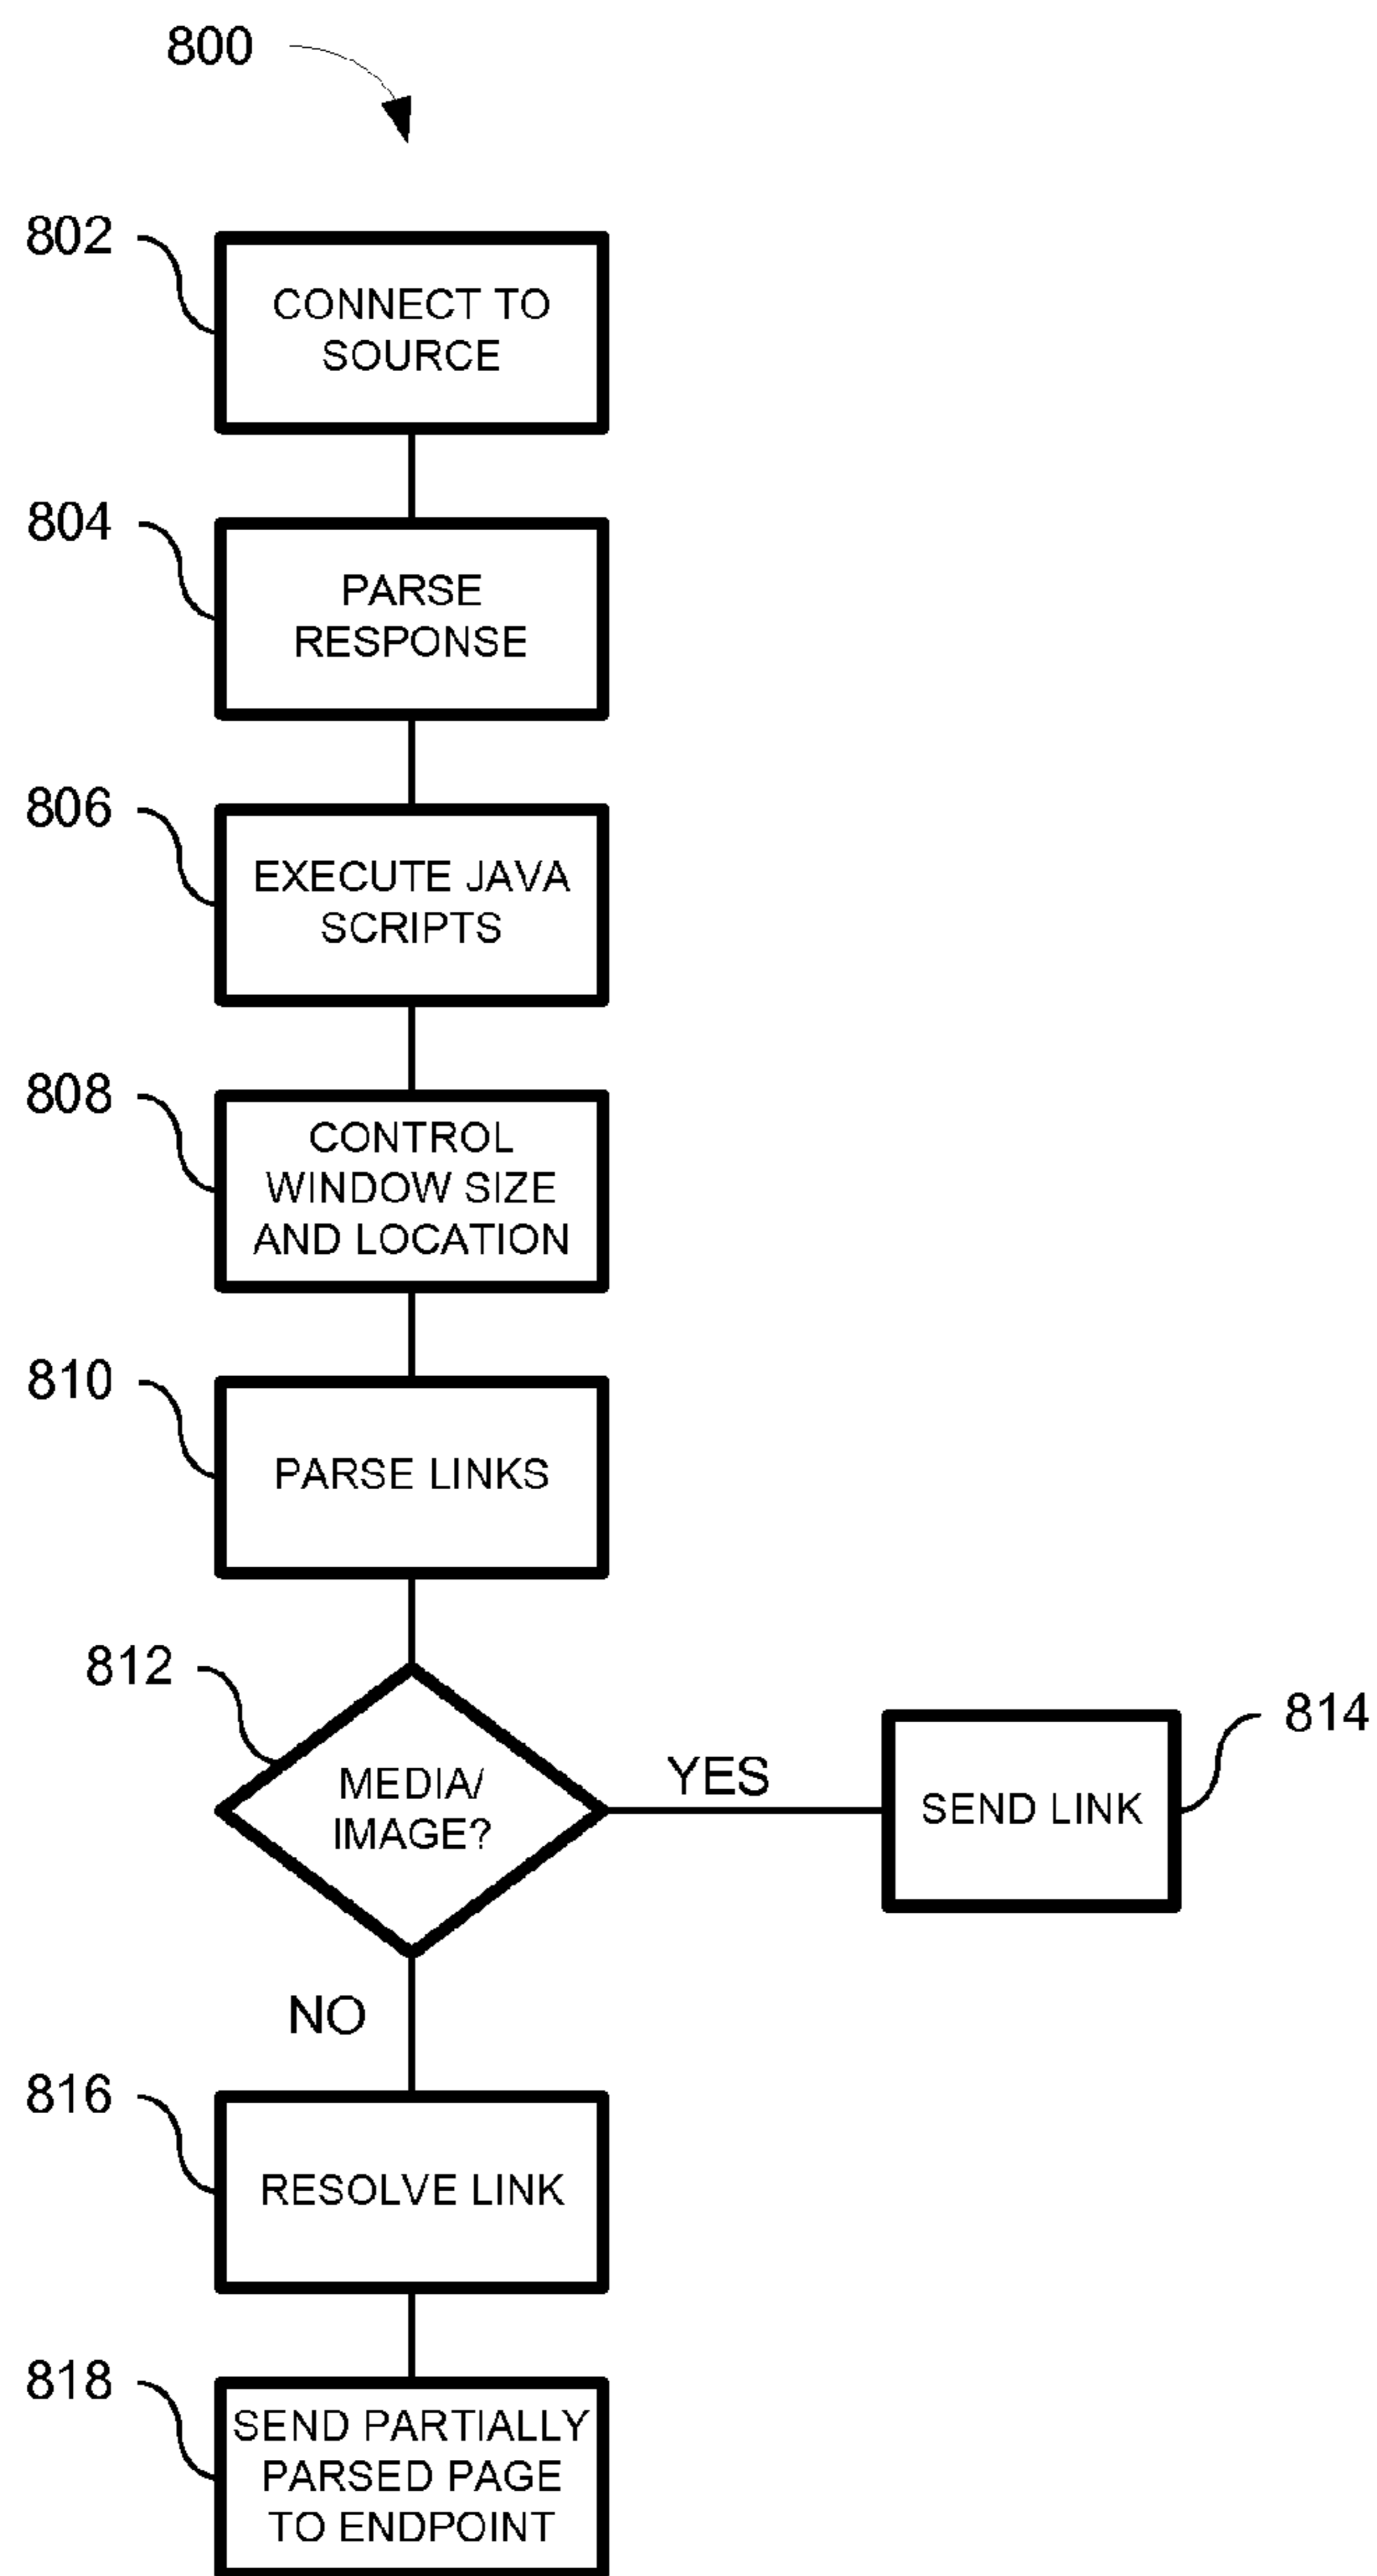 800
802
CONNECT TO
SOURCE
804
PARSE
RESPONSE
806
EXECUTE JAVA
SCRIPTS
808
CONTROL
WINDOW SIZE
AND LOCATION
810
PARSE LINKS
812
MEDIA/
IMAGE?
YES
814
SEND LINK
NO
816
RESOLVE LINK
818
SEND PARTIALLY
PARSED PAGE
TO ENDPOINT